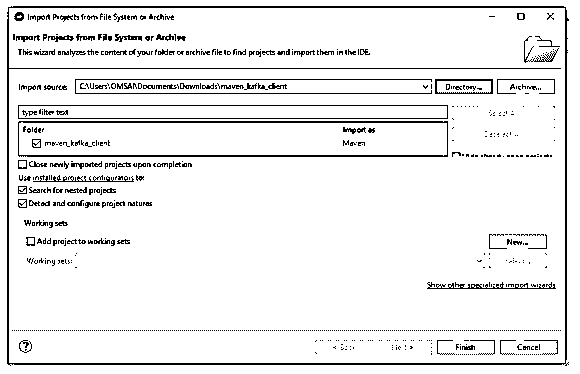 Import Projects from File System or Archive
Import Projects from File System or Archive
This wizard analyzes the content of your folder or archive file to find projects and import them in the IDE.
Import source: C:\Users\OMSAI\Documents\Downloads\maven_kafka_client Directory... Archive...
type filter text
Select All
Folder Import as
Deselect All
maven_kafka_client Maven
Close newly imported projects upon completion
Use installed project configurators to:
Search for nested projects
Detect and configure project natures
Working sets
Add project to working sets New...
Working sets: Select...
Show other specialized import wizards
< Back Next > Finish Cancel